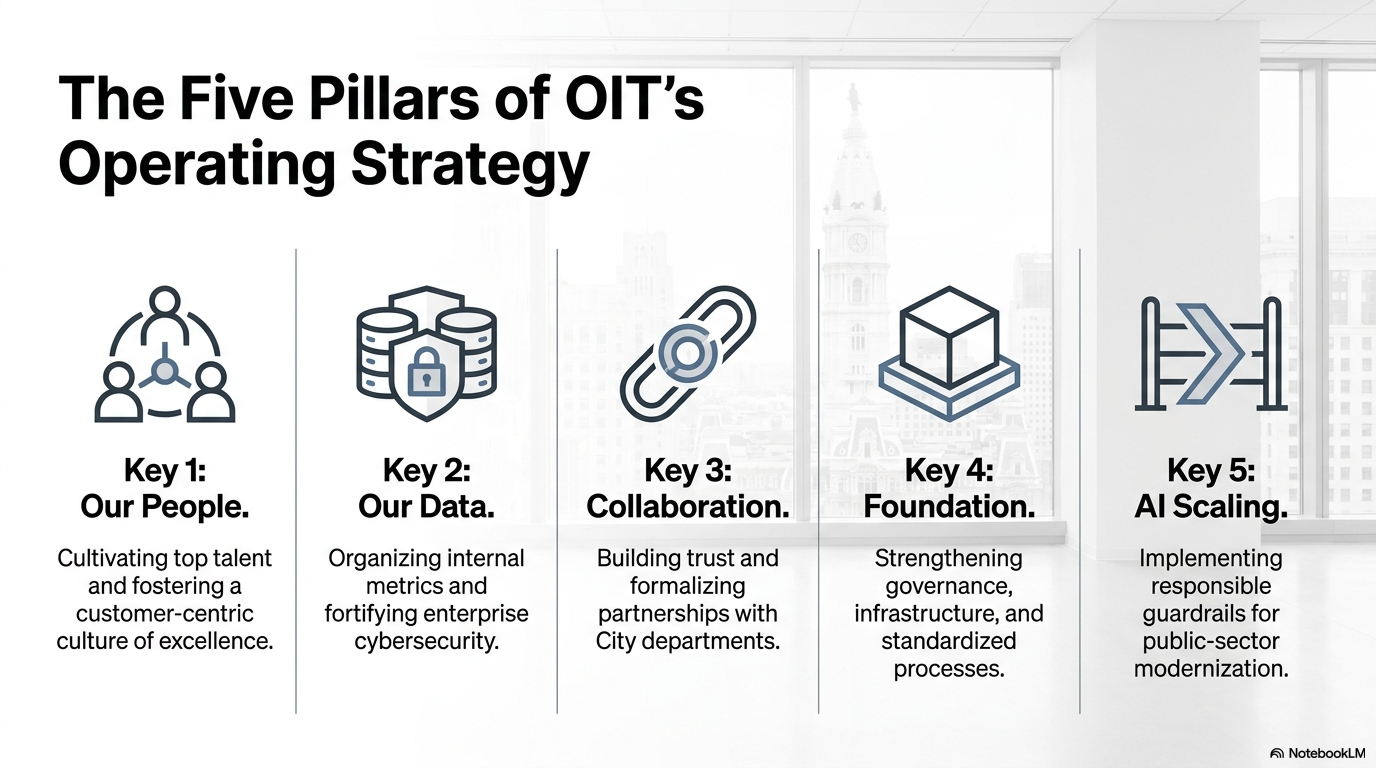 The Five Pillars of OIT's
Operating Strategy
Key 1:
Our People.
Cultivating top talent
and fostering a
customer-centric
culture of excellence.
Key 2:
Our Data.
Organizing internal
metrics and
fortifying enterprise
cybersecurity.
Key 3:
Collaboration.
Building trust and
formalizing
partnerships with
City departments.
Key 4:
Foundation.
Strengthening
governance,
infrastructure, and
standardized
processes.
Key 5:
AI Scaling.
Implementing
responsible
guardrails for
public-sector
modernization.
NotebookLM